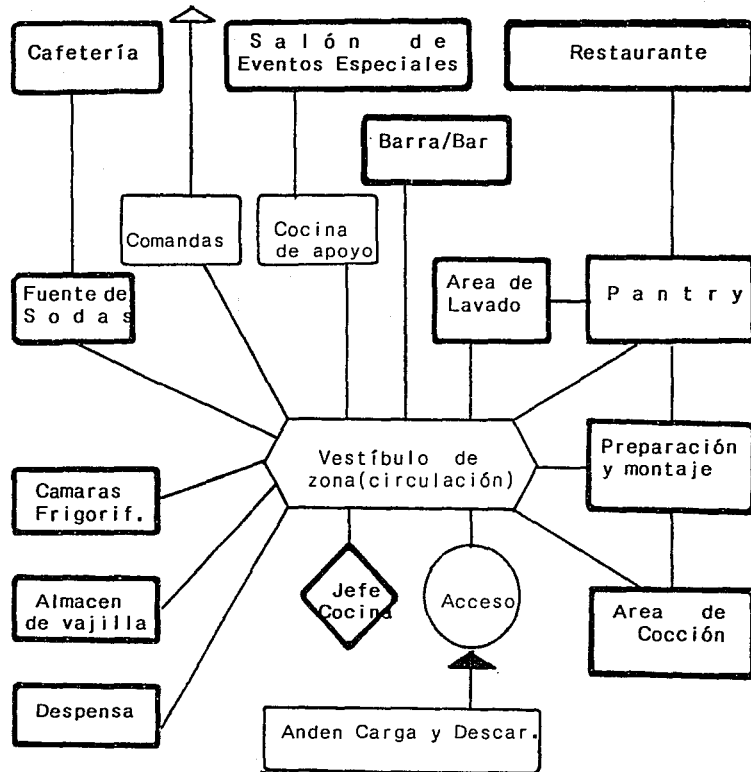 Cafetería
Salón de
Eventos Especiales
Restaurante
Barra/Bar
Comandas
Cocina
de apoyo
Fuente de
Sodas
Area de
Lavado
Pantry
Vestíbulo de
zona(circulación)
Preparación
y montaje
Camaras
Frigorif.
Almacen
de vajilla
Jefe
Cocina
Acceso
Area de
Cocción
Despensa
Anden Carga y Descar.